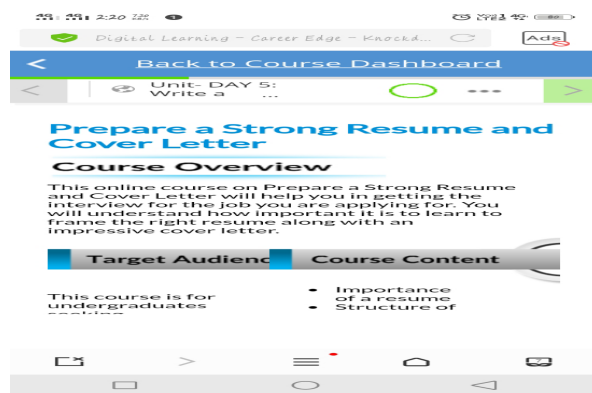 2:20
Digital Learning - Career Edge - Knockd...
Ads
Back to Course Dashboard
Unit- DAY 5:
Write a ...
Prepare a Strong Resume and
Cover Letter
Course Overview
This online course on Prepare a Strong Resume
and Cover Letter will help you in getting the
interview for the job you are applying for. You
will understand how important it is to learn to
frame the right resume along with an
impressive cover letter.
Target Audienc
Course Content
This course is for
undergraduates
• Importance
of a resume
• Structure of